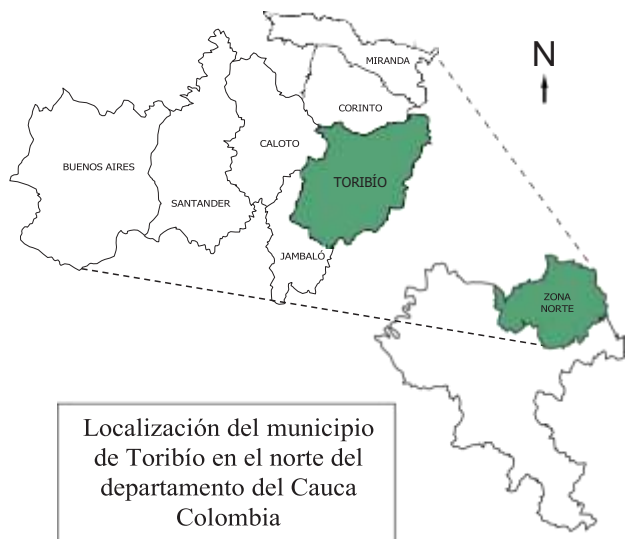 MIRANDA
N
CORINTO
CALOTO
BUENOS AIRES
TORIBÍO
SANTANDER
JAMBALÓ
ZONA
NORTE
Localización del municipio
de Toribío en el norte del
departamento del Cauca
Colombia